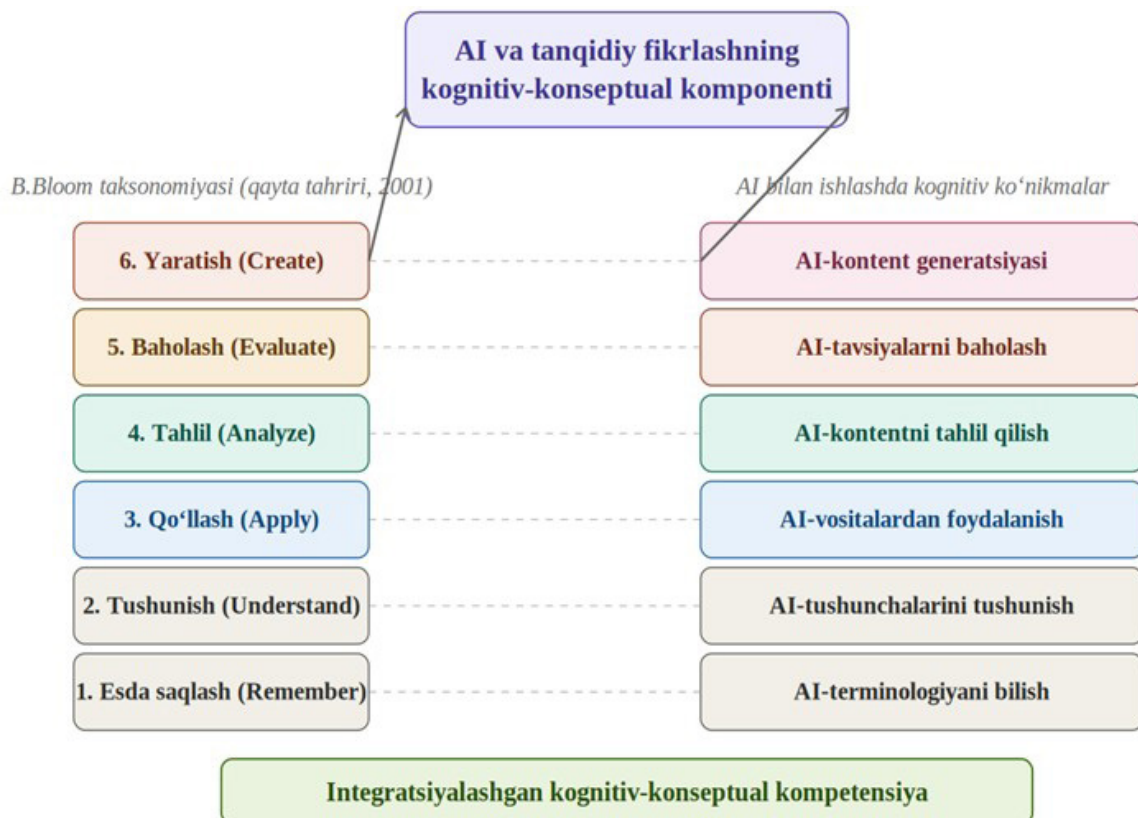 AI va tanqidiy fikrlashning
kognitiv-konseptual komponenti
B.Bloom taksonomiyasi (qayta tahriri, 2001)
AI bilan ishlashda kognitiv ko‘nikmalar
6. Yaratish (Create)
AI-kontent generatsiyasi
5. Baholash (Evaluate)
AI-tavsiyalarni baholash
4. Tahlil (Analyze)
AI-kontentni tahlil qilish
3. Qo‘llash (Apply)
AI-vositalardan foydalanish
2. Tushunish (Understand)
AI-tushunchalarini tushunish
1. Esda saqlash (Remember)
AI-terminologiyani bilish
Integratsiyalashgan kognitiv-konseptual kompetensiya